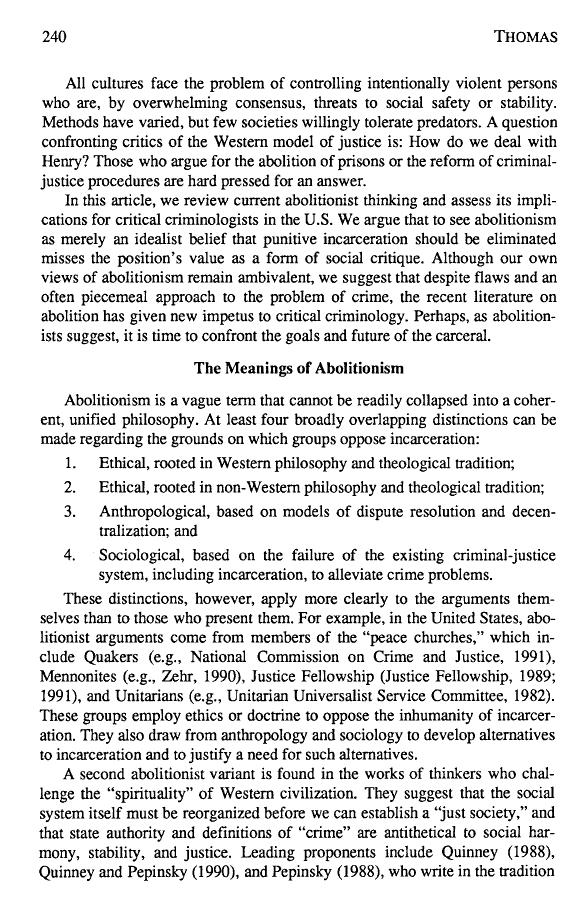 240 THOMAS
All cultures face the problem of controlling intentionally violent persons
who are, by overwhelming consensus, threats to social safety or stability.
Methods have varied, but few societies willingly tolerate predators. A question
confronting critics of the Western model of justice is: How do we deal with
Henry? Those who argue for the abolition of prisons or the reform of criminal-
justice procedures are hard pressed for an answer.
In this article, we review current abolitionist thinking and assess its impli-
cations for critical criminologists in the U.S. We argue that to see abolitionism
as merely an idealist belief that punitive incarceration should be eliminated
misses the position's value as a form of social critique. Although our own
views of abolitionism remain ambivalent, we suggest that despite flaws and an
often piecemeal approach to the problem of crime, the recent literature on
abolition has given new impetus to critical criminology. Perhaps, as abolition-
ists suggest, it is time to confront the goals and future of the carceral.
The Meanings of Abolitionism
Abolitionism is a vague term that cannot be readily collapsed into a coher-
ent, unified philosophy. At least four broadly overlapping distinctions can be
made regarding the grounds on which groups oppose incarceration:
1. Ethical, rooted in Western philosophy and theological tradition;
2. Ethical, rooted in non-Western philosophy and theological tradition;
3. Anthropological, based on models of dispute resolution and decen-
tralization; and
4. Sociological, based on the failure of the existing criminal-justice
system, including incarceration, to alleviate crime problems.
These distinctions, however, apply more clearly to the arguments them-
selves than to those who present them. For example, in the United States, abo-
litionist arguments come from members of the "peace churches," which in-
clude Quakers (e.g., National Commission on Crime and Justice, 1991),
Mennonites (e.g., Zehr, 1990), Justice Fellowship (Justice Fellowship, 1989;
1991), and Unitarians (e.g., Unitarian Universalist Service Committee, 1982).
These groups employ ethics or doctrine to oppose the inhumanity of incarcer-
ation. They also draw from anthropology and sociology to develop alternatives
to incarceration and to justify a need for such alternatives.
A second abolitionist variant is found in the works of thinkers who chal-
lenge the "spirituality" of Western civilization. They suggest that the social
system itself must be reorganized before we can establish a "just society," and
that state authority and definitions of "crime" are antithetical to social har-
mony, stability, and justice. Leading proponents include Quinney (1988),
Quinney and Pepinsky (1990), and Pepinsky (1988), who write in the tradition